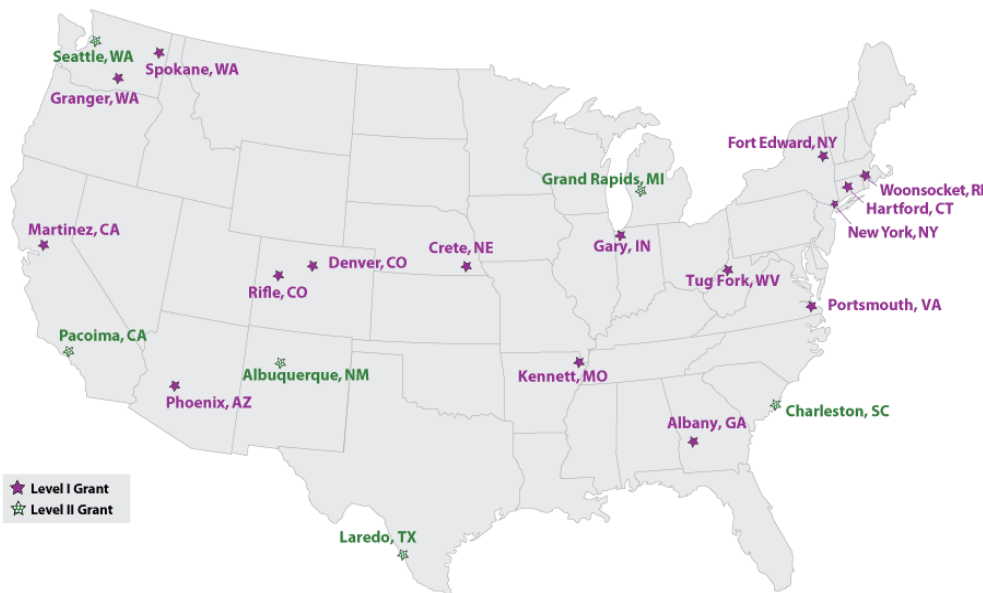 Seattle, WA
Spokane, WA
Granger, WA
Fort Edward, NY
Grand Rapids, MI
Woonsocket, RI
Hartford, CT
New York, NY
Martinez, CA
Crete, NE
Gary, IN
Denver, CO
Rifle, CO
Tug Fork, WV
Portsmouth, VA
Pacoima, CA
Albuquerque, NM
Kennett, MO
Phoenix, AZ
Charleston, SC
Albany, GA
Level I Grant
Level II Grant
Laredo, TX